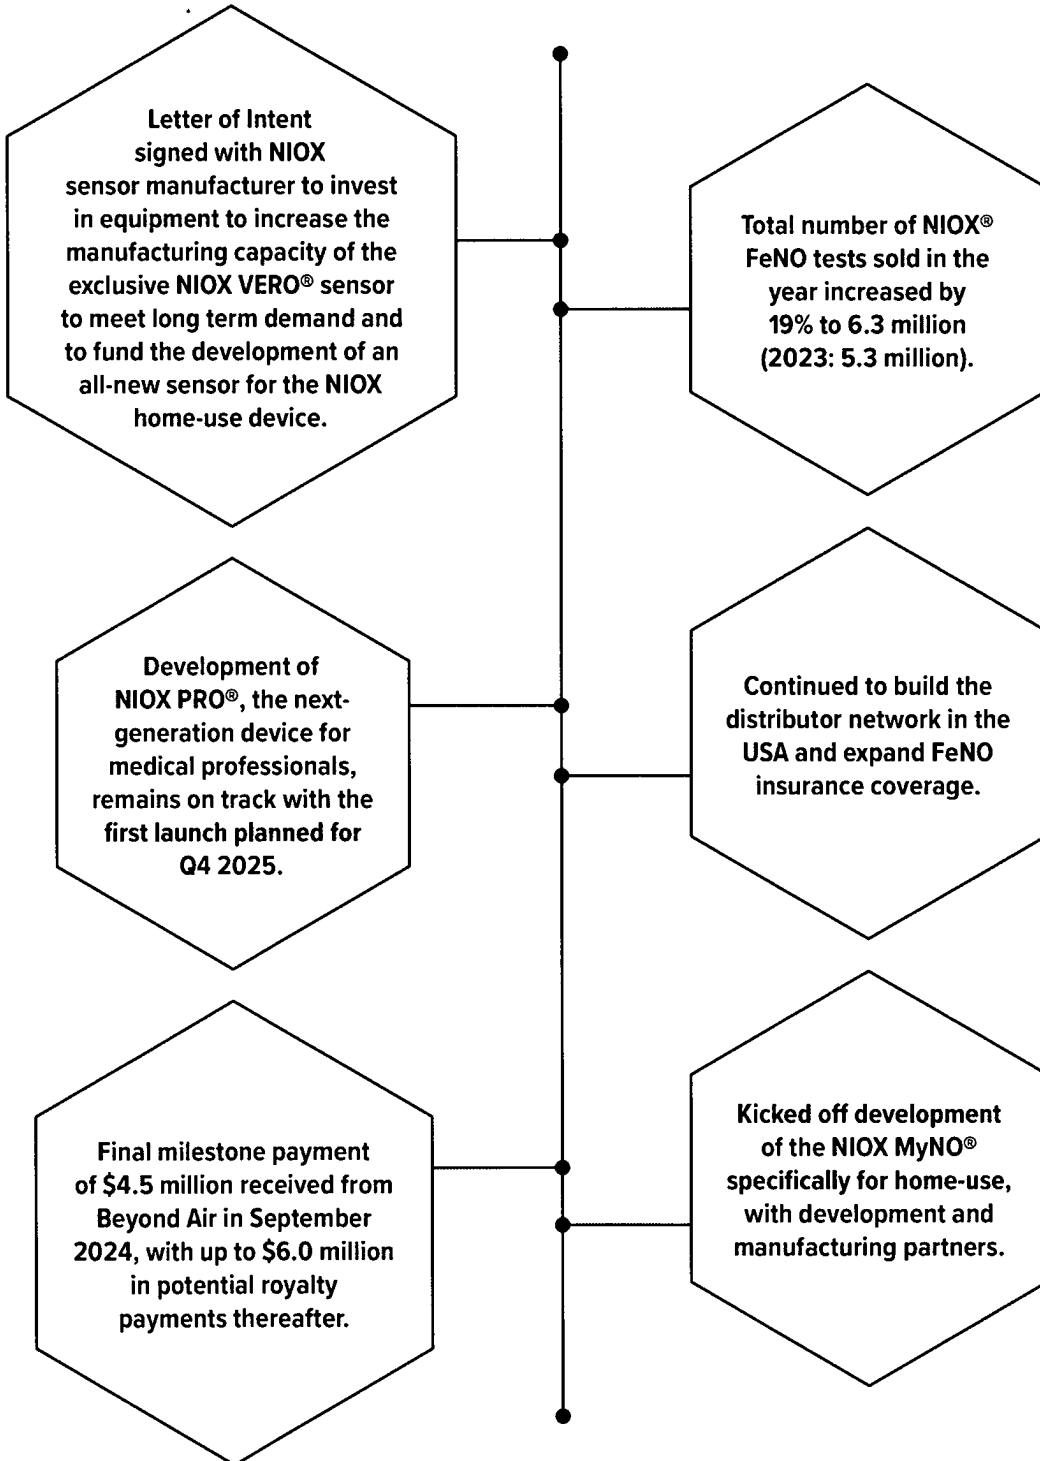 Letter of Intent
signed with NIOX
sensor manufacturer to invest
in equipment to increase the
manufacturing capacity of the
exclusive NIOX VERO® sensor
to meet long term demand and
to fund the development of an
all-new sensor for the NIOX
home-use device.
Total number of NIOX®
FeNO tests sold in the
year increased by
19% to 6.3 million
(2023: 5.3 million).
Development of
NIOX PRO®, the next-
generation device for
medical professionals,
remains on track with the
first launch planned for
Q4 2025.
Continued to build the
distributor network in the
USA and expand FeNO
insurance coverage.
Final milestone payment
of $4.5 million received from
Beyond Air in September
2024, with up to $6.0 million
in potential royalty
payments thereafter.
Kicked off development
of the NIOX MyNO®
specifically for home-use,
with development and
manufacturing partners.